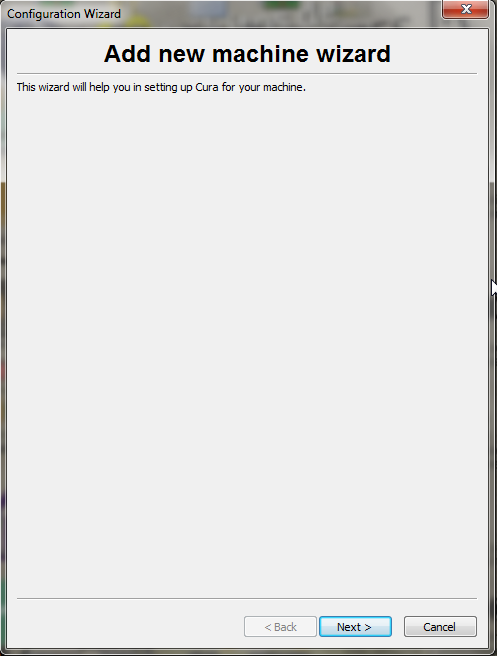 Configuration Wizard
Add new machine wizard
This wizard will help you in setting up Cura for your machine.
< Back
Next >
Cancel